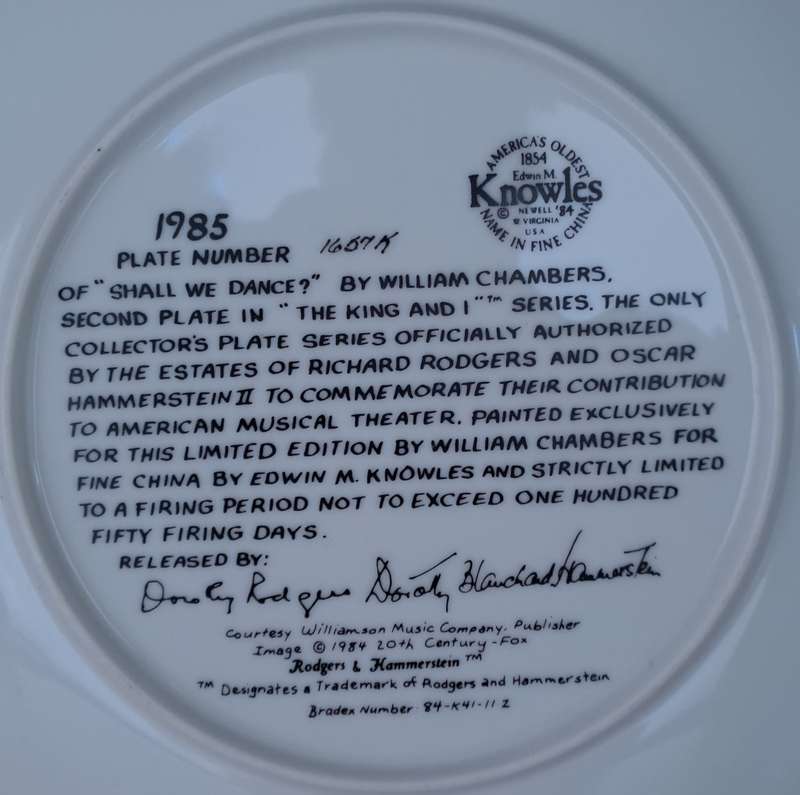 AMERICA'S OLDEST
1854
Edwin M.
Knowles
© NEWELL '84
W. VIRGINIA
USA
NAME IN FINE CHINA
1985
PLATE NUMBER 1657K
OF "SHALL WE DANCE?" BY WILLIAM CHAMBERS,
SECOND PLATE IN "THE KING AND I"™ SERIES. THE ONLY
COLLECTOR'S PLATE SERIES OFFICIALLY AUTHORIZED
BY THE ESTATES OF RICHARD RODGERS AND OSCAR
HAMMERSTEIN II TO COMMEMORATE THEIR CONTRIBUTION
TO AMERICAN MUSICAL THEATER. PAINTED EXCLUSIVELY
FOR THIS LIMITED EDITION BY WILLIAM CHAMBERS FOR
FINE CHINA BY EDWIN M. KNOWLES AND STRICTLY LIMITED
TO A FIRING PERIOD NOT TO EXCEED ONE HUNDRED
FIFTY FIRING DAYS.
RELEASED BY:
Dorothy Rodgers Dorothy Blanchard Hammerstein
Courtesy Williamson Music Company, Publisher
Image © 1984 20th Century-Fox
Rodgers & Hammerstein™
™ Designates a Trademark of Rodgers and Hammerstein
Bradex Number 84-K41-11 2